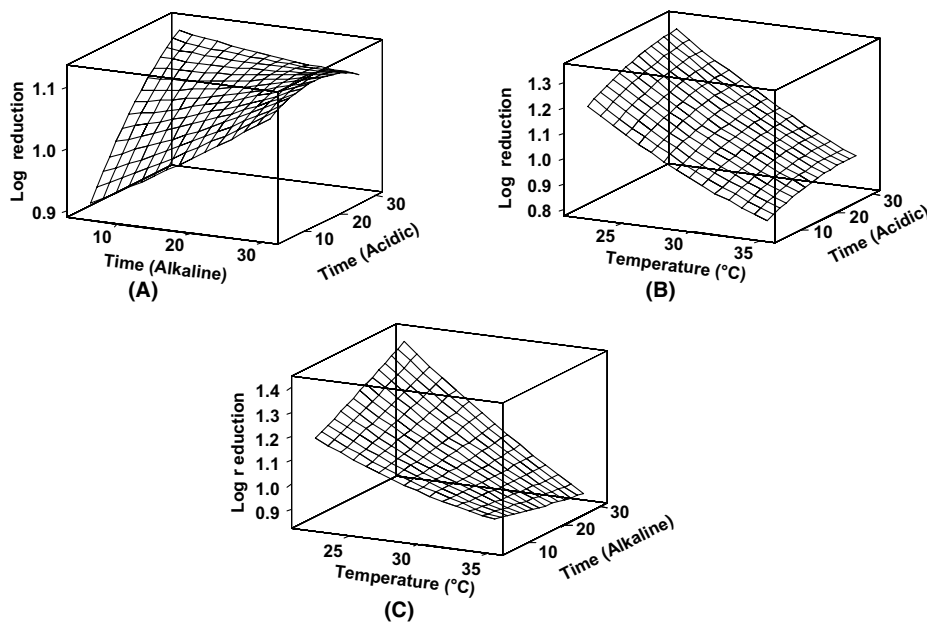 Log reduction
1.1
1.0
0.9
10
20
30
Time (Alkaline)
10
20
30
Time (Acidic)
(A)
Log reduction
1.3
1.2
1.1
1.0
0.9
0.8
25
30
35
Temperature (°C)
10
20
30
Time (Acidic)
(B)
Log r eduction
1.4
1.3
1.2
1.1
1.0
0.9
25
30
35
Temperature (°C)
10
20
30
Time (Alkaline)
(C)